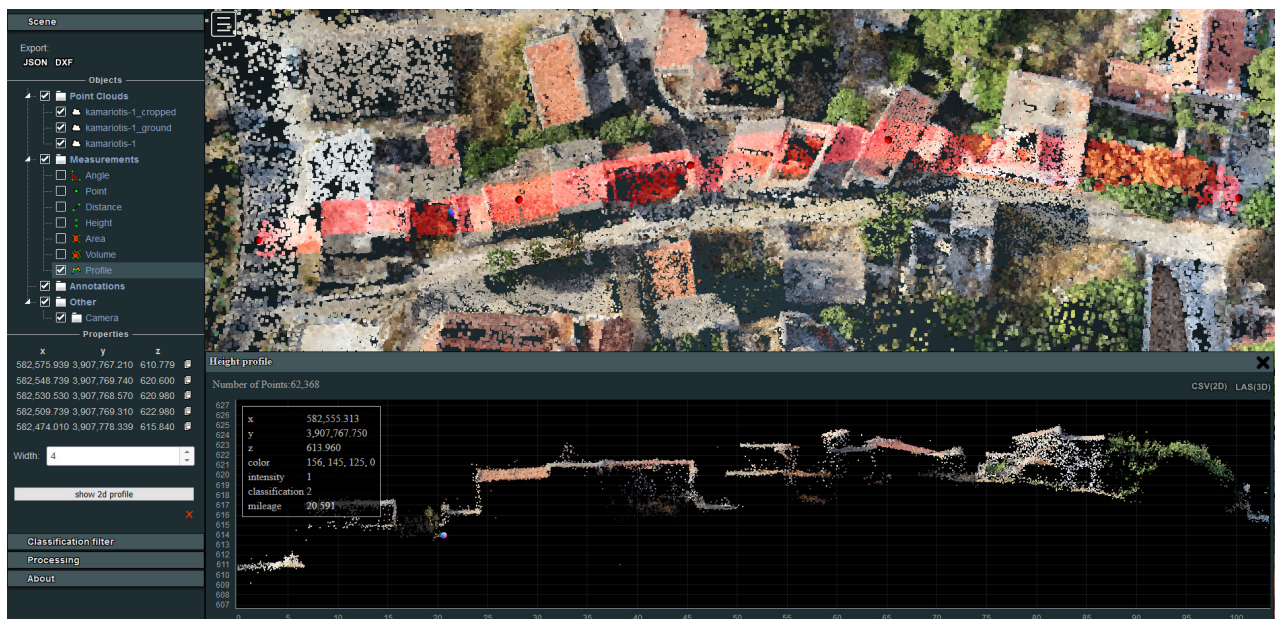 Scene
Export:
JSON DXF
Objects
Point Clouds
kamariotis-1_cropped
kamariotis-1_ground
kamariotis-1
Measurements
Angle
Point
Distance
Height
Area
Volume
Profile
Annotations
Other
Camera
Properties
x y z
582,575.939 3,907,767.210 610.779
582,548.739 3,907,769.740 620.600
582,530.530 3,907,768.570 620.980
582,509.739 3,907,769.310 622.980
582,474.010 3,907,778.339 615.840
Width: 4
show 2d profile
Classification filter
Processing
About
Height profile
Number of Points:62,368
CSV(2D) LAS(3D)
x 582,555.313
y 3,907,767.750
z 613.960
color 156, 145, 125, 0
intensity 1
classification 2
mileage 20.591
627
626
625
624
623
622
621
620
619
618
617
616
615
614
613
612
611
610
609
608
607
0 5 10 15 20 25 30 35 40 45 50 55 60 65 70 75 80 85 90 95 100